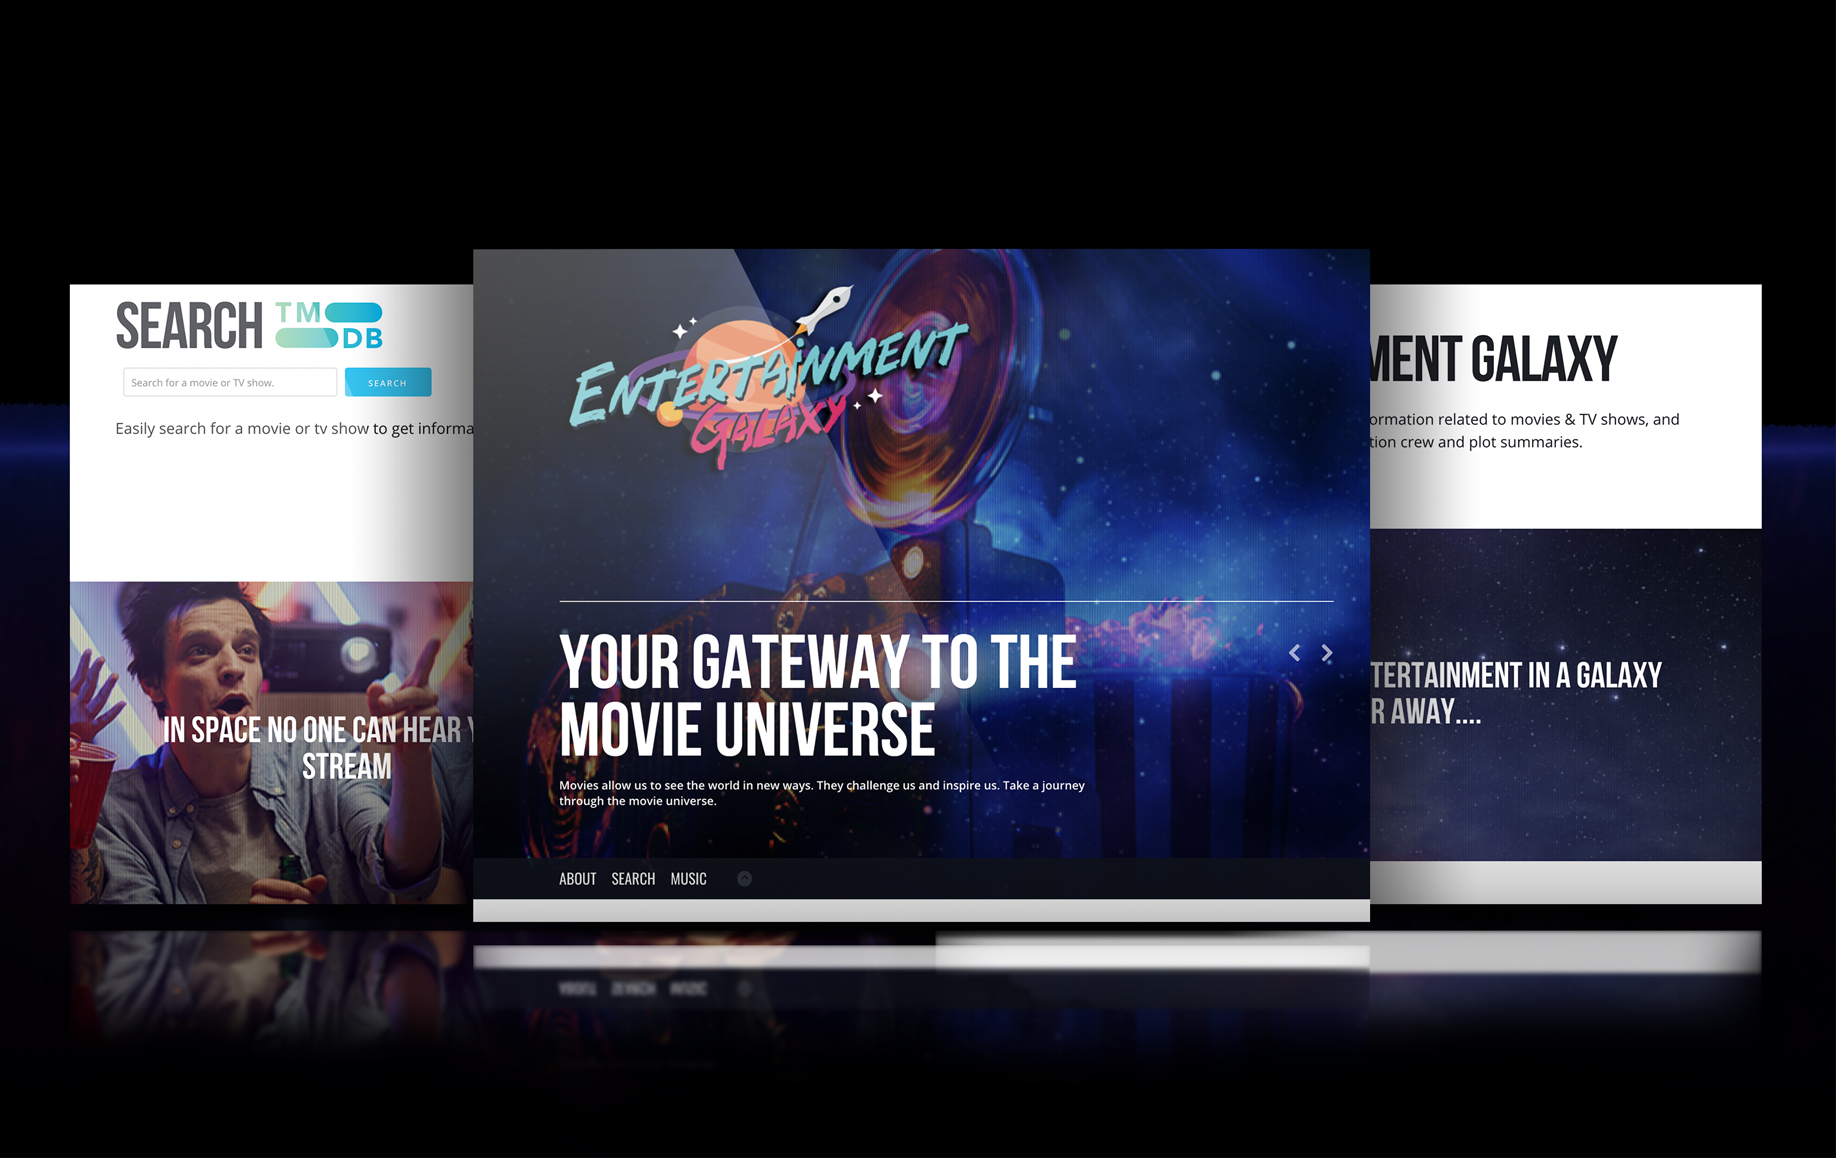 SEARCH TM
DB
Search for a movie or TV show.
SEARCH
Easily search for a movie or tv show to get informa
IN SPACE NO ONE CAN HEAR
STREAM
ENTERTAINMENT
GALAXY
YOUR GATEWAY TO THE
MOVIE UNIVERSE
Movies allow us to see the world in new ways. They challenge us and inspire us. Take a journey
through the movie universe.
ABOUT SEARCH MUSIC
MENT GALAXY
ormation related to movies & TV shows, and
tion crew and plot summaries.
TERTAINMENT IN A GALAXY
R AWAY....